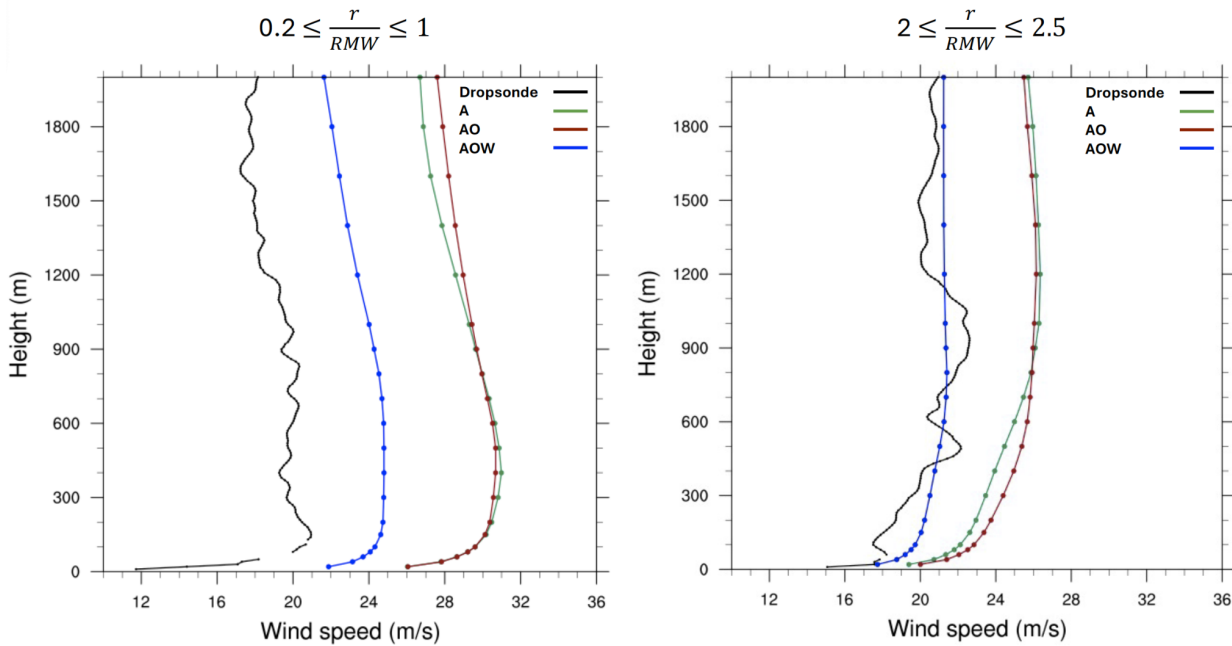 0.2 ≤ r/RMW ≤ 1
Dropsonde
A
AO
AOW
1800
1500
1200
900
600
300
0
Height (m)
12
16
20
24
28
32
36
Wind speed (m/s)
2 ≤ r/RMW ≤ 2.5
Dropsonde
A
AO
AOW
1800
1500
1200
900
600
300
0
Height (m)
12
16
20
24
28
32
36
Wind speed (m/s)